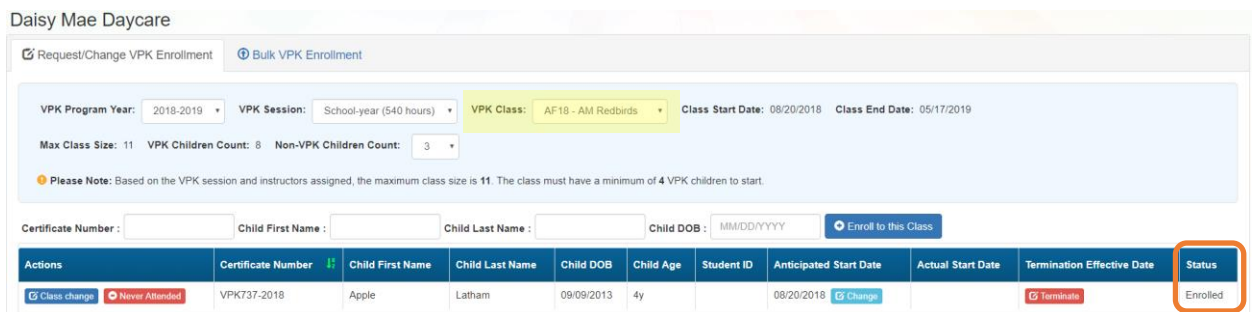 Daisy Mae Daycare
Request/Change VPK Enrollment Bulk VPK Enrollment
VPK Program Year: 2018-2019 VPK Session: School-year (540 hours) VPK Class: AF18 - AM Redbirds Class Start Date: 08/20/2018 Class End Date: 05/17/2019
Max Class Size: 11 VPK Children Count: 8 Non-VPK Children Count: 3
Please Note: Based on the VPK session and instructors assigned, the maximum class size is 11. The class must have a minimum of 4 VPK children to start.
Certificate Number : Child First Name : Child Last Name : Child DOB : MM/DD/YYYY Enroll to this Class
Actions Certificate Number Child First Name Child Last Name Child DOB Child Age Student ID Anticipated Start Date Actual Start Date Termination Effective Date Status
Class change Never Attended VPK737-2018 Apple Latham 09/09/2013 4y 08/20/2018 Change Terminate Enrolled